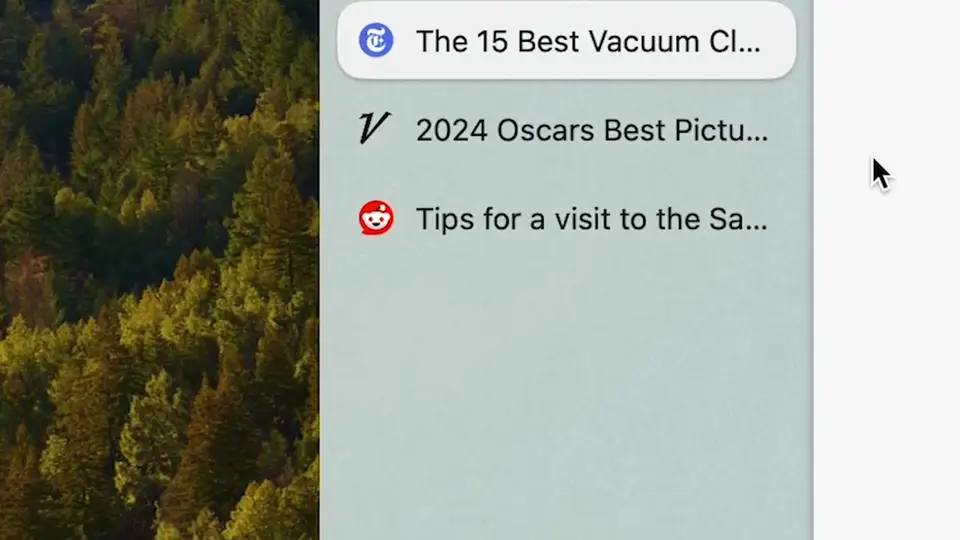 The 15 Best Vacuum Cl...
2024 Oscars Best Pictu...
Tips for a visit to the Sa...